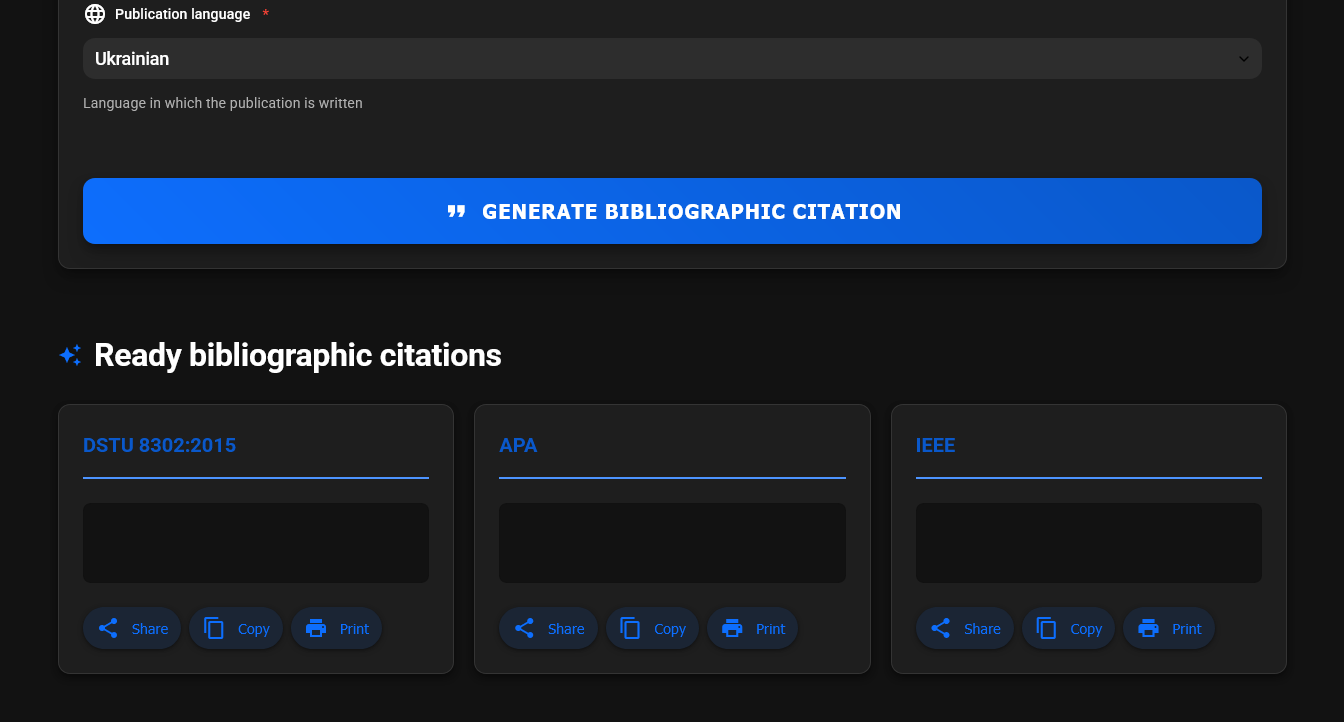 Publication language *
Ukrainian
Language in which the publication is written
GENERATE BIBLIOGRAPHIC CITATION
Ready bibliographic citations
DSTU 8302:2015
APA
IEEE
Share
Copy
Print
Share
Copy
Print
Share
Copy
Print